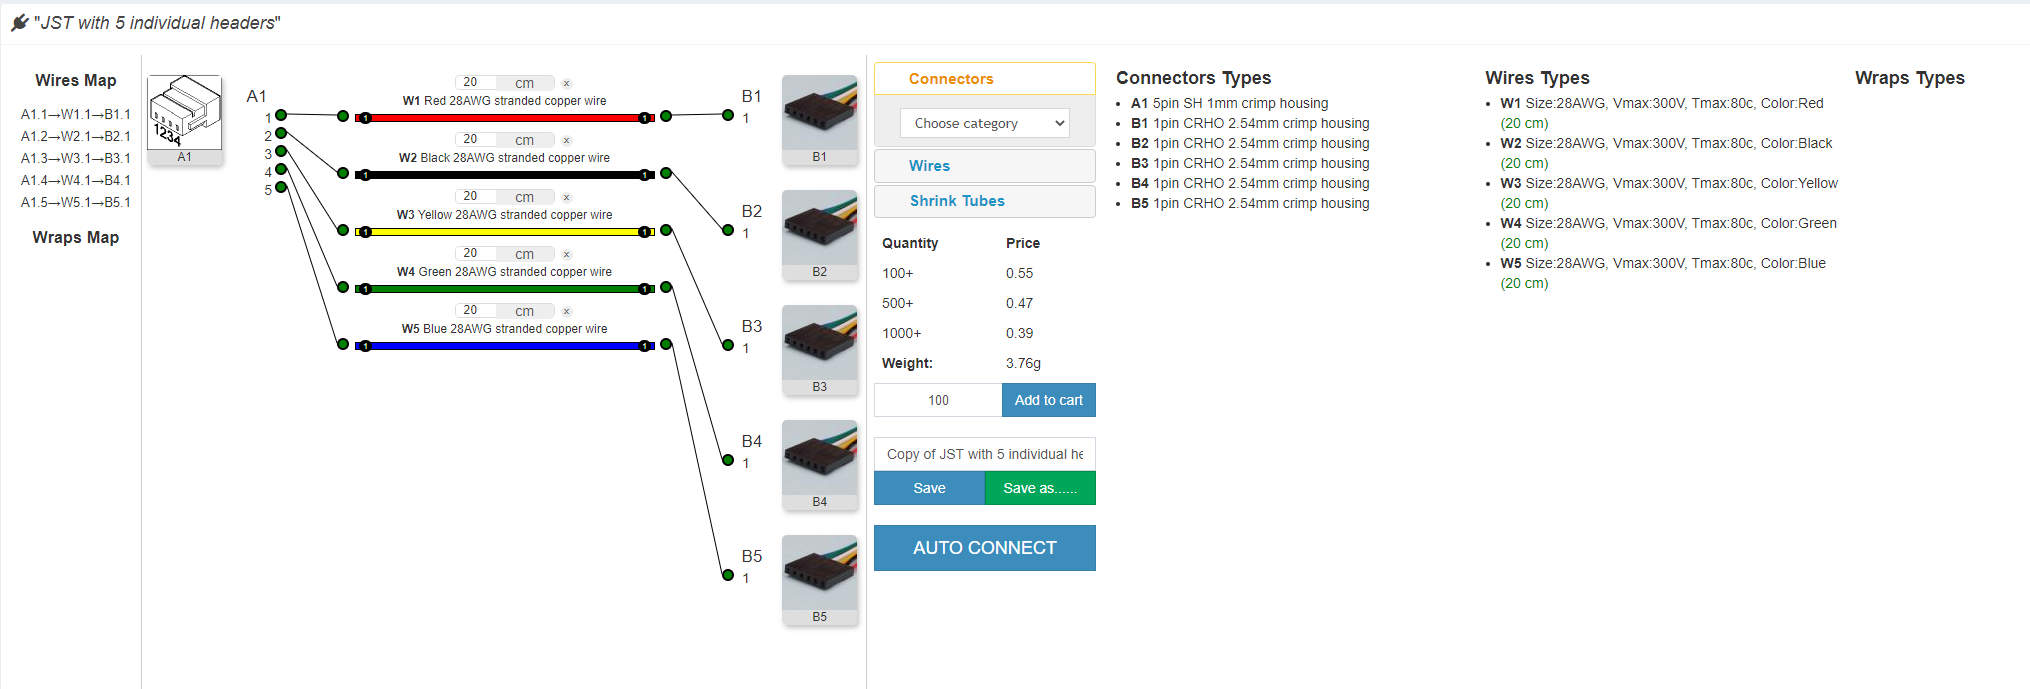 "JST with 5 individual headers"
Wires Map
A1.1→W1.1→B1.1
A1.2→W2.1→B2.1
A1.3→W3.1→B3.1
A1.4→W4.1→B4.1
A1.5→W5.1→B5.1
Wraps Map
1234
A1
A1
1
2
3
4
5
20 cm x
W1 Red 28AWG stranded copper wire
1 1
20 cm x
W2 Black 28AWG stranded copper wire
1 1
20 cm x
W3 Yellow 28AWG stranded copper wire
1 1
20 cm x
W4 Green 28AWG stranded copper wire
1 1
20 cm x
W5 Blue 28AWG stranded copper wire
1 1
B1
1
B1
B2
1
B2
B3
1
B3
B4
1
B4
B5
1
B5
Connectors
Choose category
Wires
Shrink Tubes
Quantity Price
100+ 0.55
500+ 0.47
1000+ 0.39
Weight: 3.76g
100 Add to cart
Copy of JST with 5 individual he
Save Save as......
AUTO CONNECT
Connectors Types
A1 5pin SH 1mm crimp housing
B1 1pin CRHO 2.54mm crimp housing
B2 1pin CRHO 2.54mm crimp housing
B3 1pin CRHO 2.54mm crimp housing
B4 1pin CRHO 2.54mm crimp housing
B5 1pin CRHO 2.54mm crimp housing
Wires Types
W1 Size:28AWG, Vmax:300V, Tmax:80c, Color:Red
(20 cm)
W2 Size:28AWG, Vmax:300V, Tmax:80c, Color:Black
(20 cm)
W3 Size:28AWG, Vmax:300V, Tmax:80c, Color:Yellow
(20 cm)
W4 Size:28AWG, Vmax:300V, Tmax:80c, Color:Green
(20 cm)
W5 Size:28AWG, Vmax:300V, Tmax:80c, Color:Blue
(20 cm)
Wraps Types